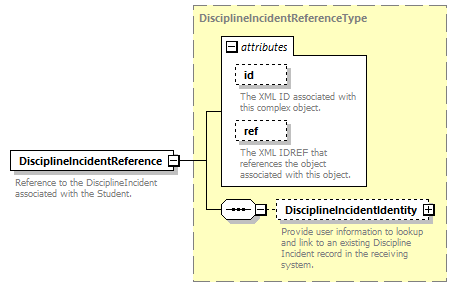 DisciplineIncidentReferenceType
attributes
id
The XML ID associated with
this complex object.
ref
The XML IDREF that
references the object
associated with this object.
DisciplineIncidentReference
Reference to the DisciplineIncident
associated with the Student.
DisciplineIncidentIdentity
Provide user information to lookup
and link to an existing Discipline
Incident record in the receiving
system.